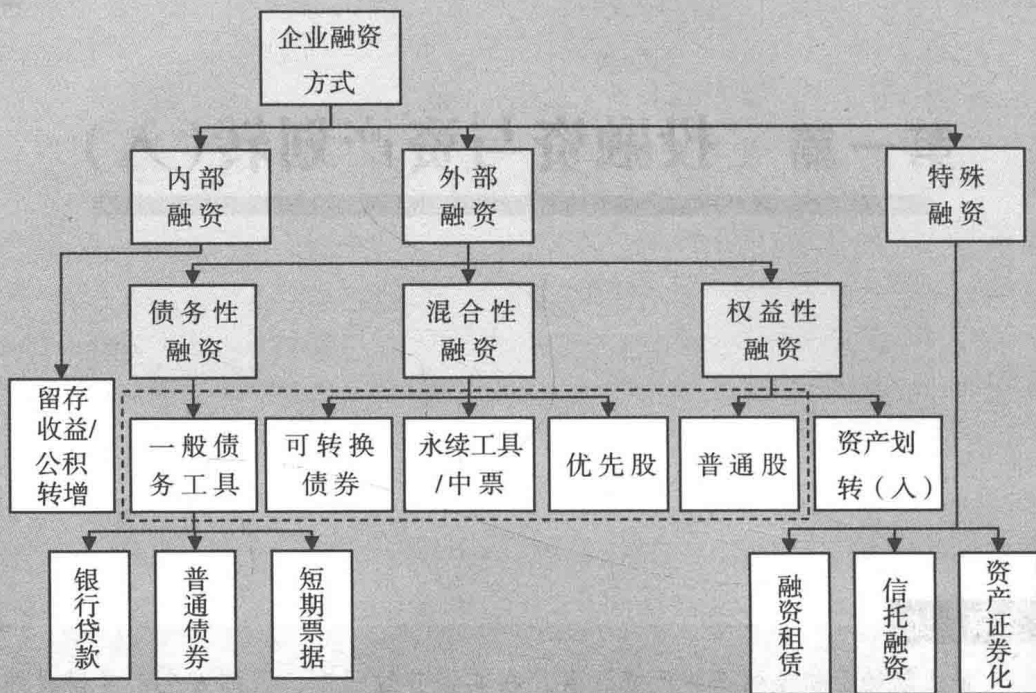 企业融资
方式
内部
融资
外部
融资
特殊
融资
债务性
融资
混合性
融资
权益性
融资
留存
收益/
公积
转增
一般债
务工具
可转换
债券
永续工具
/中票
优先股
普通股
资产划
转（入）
银行贷款
普通债券
短期票据
融资租赁
信托融资
资产证券化